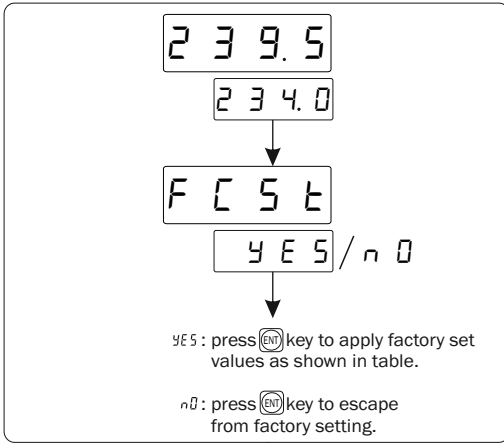 239.5
234.0
FCSt
YES/nO
YES: press ENT key to apply factory set
values as shown in table.
nO: press ENT key to escape
from factory setting.